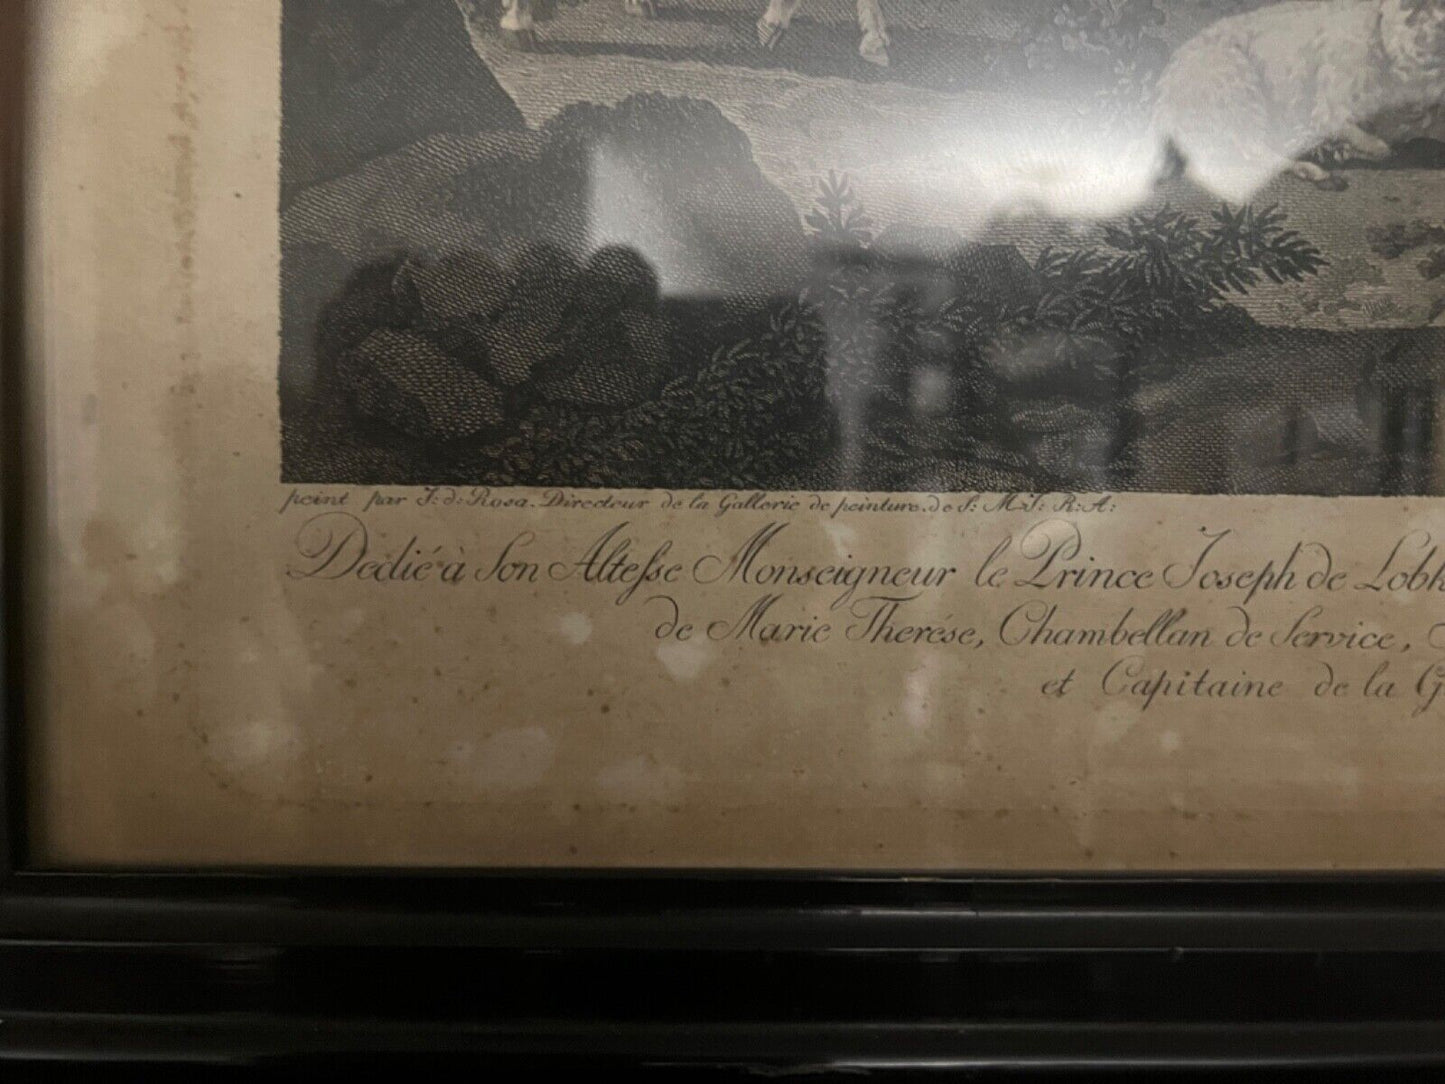 peint par J: d: Rosa. Directeur de la Gallerie de peinture. de S: M: J: R: A:
Dedié à Son Altesse Monseigneur le Prince Joseph de Lobk
de Marie Therése, Chambellan de Service,
et Capitaine de la G